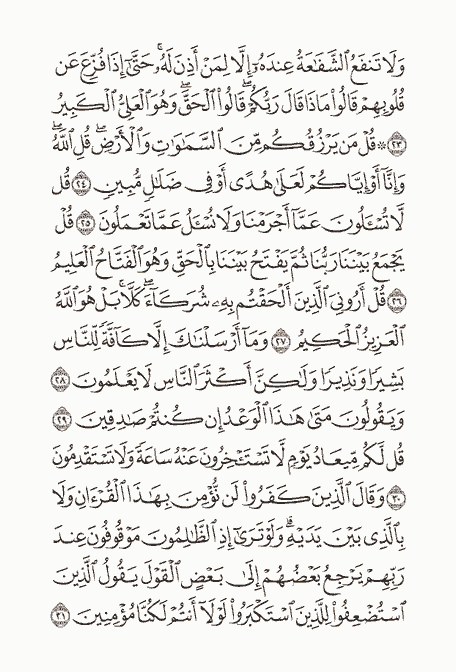 وَلَا تَنفَعُ ٱلشَّفَٰعَةُ عِندَهُۥٓ إِلَّا لِمَنْ أَذِنَ لَهُۥۚ حَتَّىٰٓ إِذَا فُزِّعَ عَن
قُلُوبِهِمْ قَالُوا۟ مَاذَا قَالَ رَبُّكُمْۖ قَالُوا۟ ٱلْحَقَّۖ وَهُوَ ٱلْعَلِىُّ ٱلْكَبِيرُ
٢٣ ۞ قُلْ مَن يَرْزُقُكُم مِّنَ ٱلسَّمَٰوَٰتِ وَٱلْأَرْضِۖ قُلِ ٱللَّهُۖ
وَإِنَّآ أَوْ إِيَّاكُمْ لَعَلَىٰ هُدًى أَوْ فِى ضَلَٰلٍ مُّبِينٍ ٢٤ قُل
لَّا تُسْـَٔلُونَ عَمَّآ أَجْرَمْنَا وَلَا نُسْـَٔلُ عَمَّا تَعْمَلُونَ ٢٥ قُلْ
يَجْمَعُ بَيْنَنَا رَبُّنَا ثُمَّ يَفْتَحُ بَيْنَنَا بِٱلْحَقِّ وَهُوَ ٱلْفَتَّاحُ ٱلْعَلِيمُ
٢٦ قُلْ أَرُونِىَ ٱلَّذِينَ أَلْحَقْتُم بِهِۦ شُرَكَآءَۖ كَلَّاۚ بَلْ هُوَ ٱللَّهُ
ٱلْعَزِيزُ ٱلْحَكِيمُ ٢٧ وَمَآ أَرْسَلْنَٰكَ إِلَّا كَآفَّةً لِّلنَّاسِ
بَشِيرًا وَنَذِيرًا وَلَٰكِنَّ أَكْثَرَ ٱلنَّاسِ لَا يَعْلَمُونَ ٢٨
وَيَقُولُونَ مَتَىٰ هَٰذَا ٱلْوَعْدُ إِن كُنتُمْ صَٰدِقِينَ ٢٩
قُل لَّكُم مِّيعَادُ يَوْمٍ لَّا تَسْتَـْٔخِرُونَ عَنْهُ سَاعَةً وَلَا تَسْتَقْدِمُونَ
٣٠ وَقَالَ ٱلَّذِينَ كَفَرُوا۟ لَن نُّؤْمِنَ بِهَٰذَا ٱلْقُرْءَانِ وَلَا
بِٱلَّذِى بَيْنَ يَدَيْهِۗ وَلَوْ تَرَىٰٓ إِذِ ٱلظَّٰلِمُونَ مَوْقُوفُونَ عِندَ
رَبِّهِمْ يَرْجِعُ بَعْضُهُمْ إِلَىٰ بَعْضٍ ٱلْقَوْلَ يَقُولُ ٱلَّذِينَ
ٱسْتُضْعِفُوا۟ لِلَّذِينَ ٱسْتَكْبَرُوا۟ لَوْلَآ أَنتُمْ لَكُنَّا مُؤْمِنِينَ ٣١